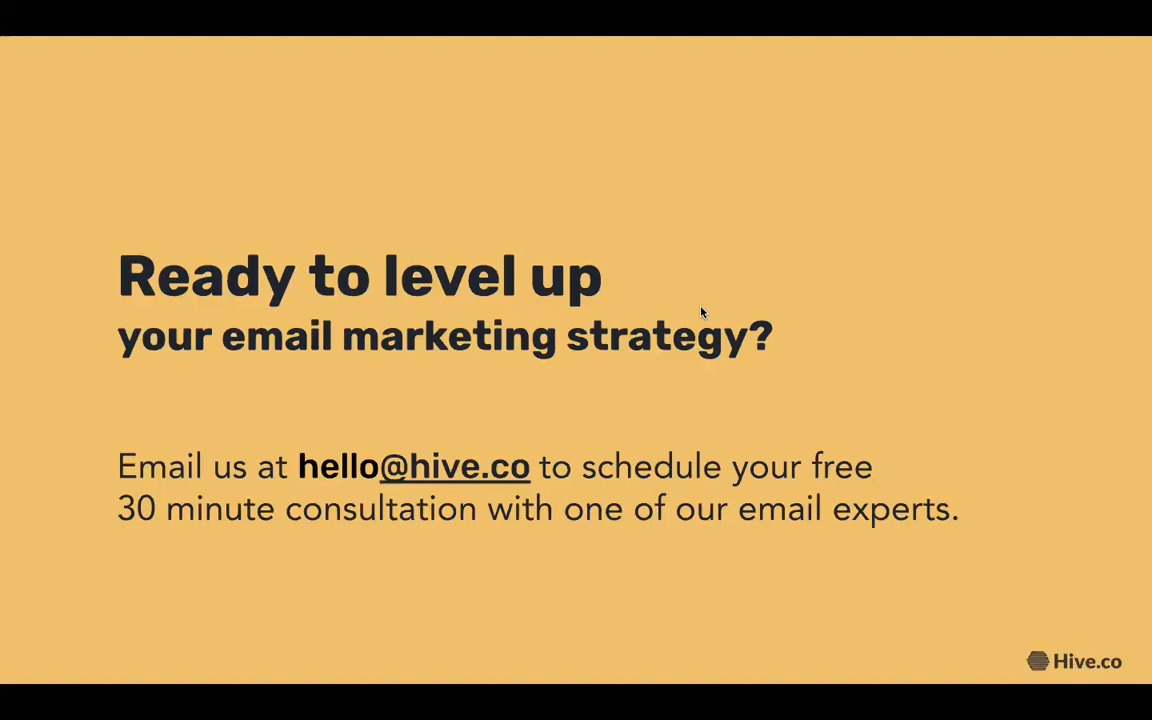 Ready to level up
your email marketing strategy?
Email us at hello@hive.co to schedule your free
30 minute consultation with one of our email experts.
Hive.co